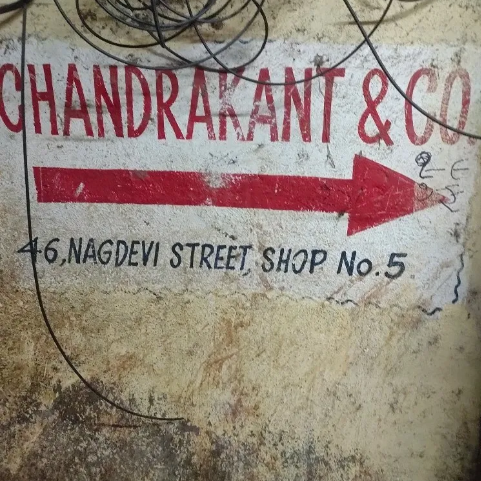 CHANDRAKANT & CO.
46, NAGDEVI STREET, SHOP No. 5